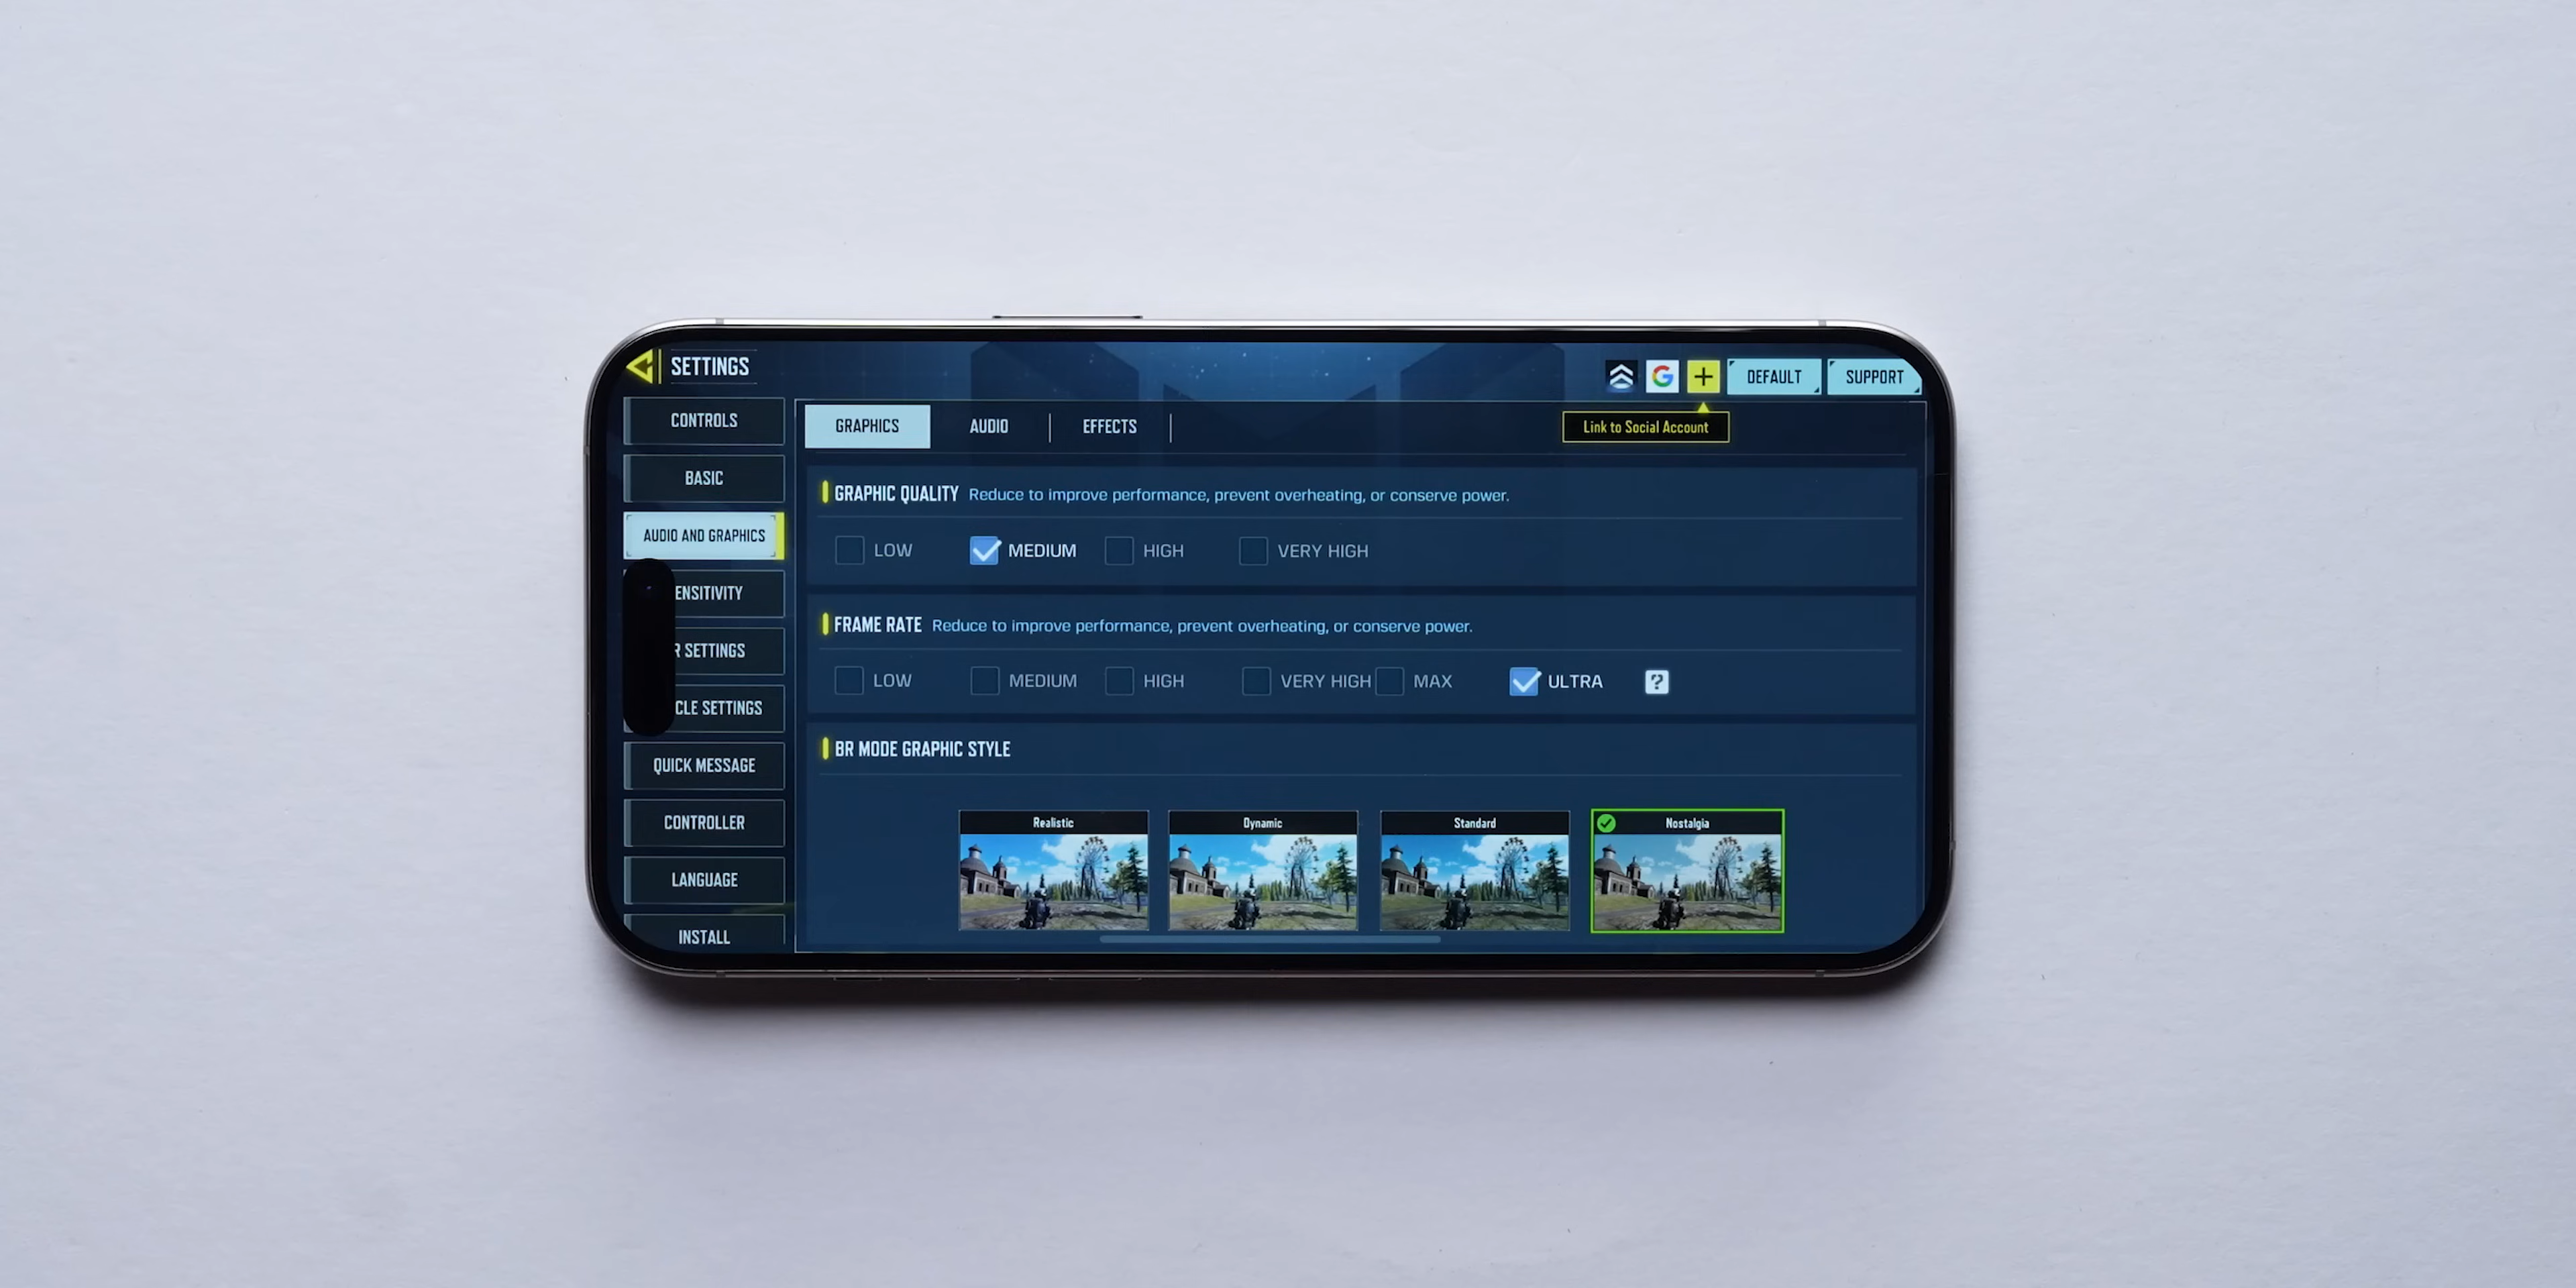 SETTINGS
DEFAULT
SUPPORT
Link to Social Account
CONTROLS
BASIC
AUDIO AND GRAPHICS
ENSITIVITY
R SETTINGS
CLE SETTINGS
QUICK MESSAGE
CONTROLLER
LANGUAGE
INSTALL
GRAPHICS AUDIO EFFECTS
GRAPHIC QUALITY Reduce to improve performance, prevent overheating, or conserve power.
LOW MEDIUM HIGH VERY HIGH
FRAME RATE Reduce to improve performance, prevent overheating, or conserve power.
LOW MEDIUM HIGH VERY HIGH MAX ULTRA ?
BR MODE GRAPHIC STYLE
Realistic Dynamic Standard Nostalgia